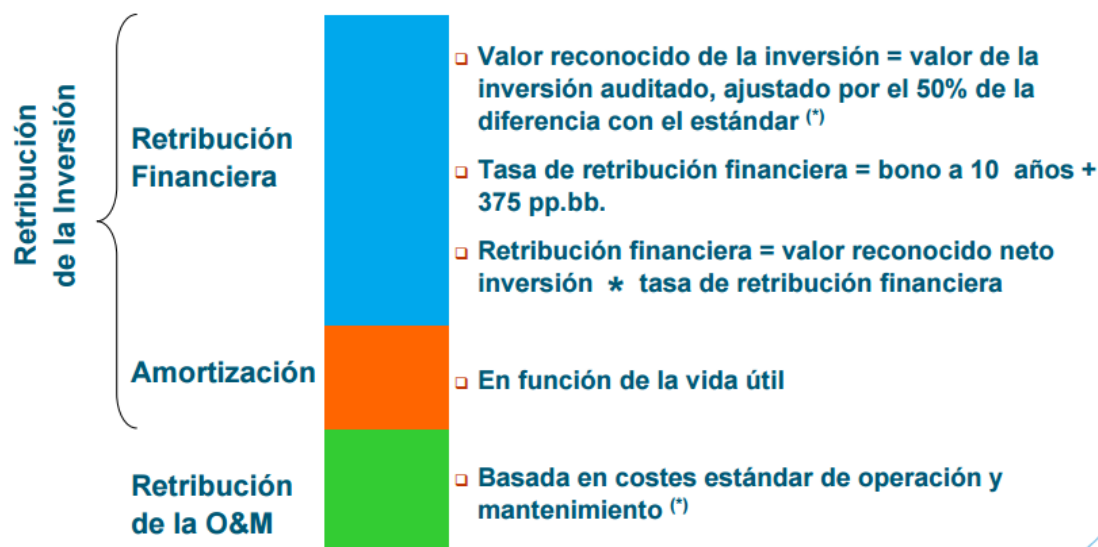 Retribución
de la Inversión
Retribución
Financiera
Valor reconocido de la inversión = valor de la
inversión auditado, ajustado por el 50% de la
diferencia con el estándar (*)
Tasa de retribución financiera = bono a 10 años +
375 pp.bb.
Retribución financiera = valor reconocido neto
inversión * tasa de retribución financiera
Amortización
En función de la vida útil
Retribución
de la O&M
Basada en costes estándar de operación y
mantenimiento (*)